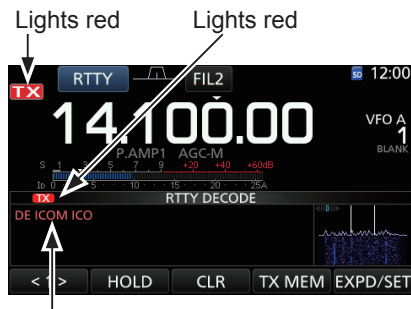 Lights red Lights red
TX RTTY FIL2 SD 12:00
14.100.00
VFO A
1
BLANK
P.AMP1 AGC-M
S 1 3 5 7 9 +20 +40 +60dB
ID 0 5 10 15 20 25A
TX RTTY DECODE
DE ICOM ICO
< 1 > HOLD CLR TX MEM EXPD/SET